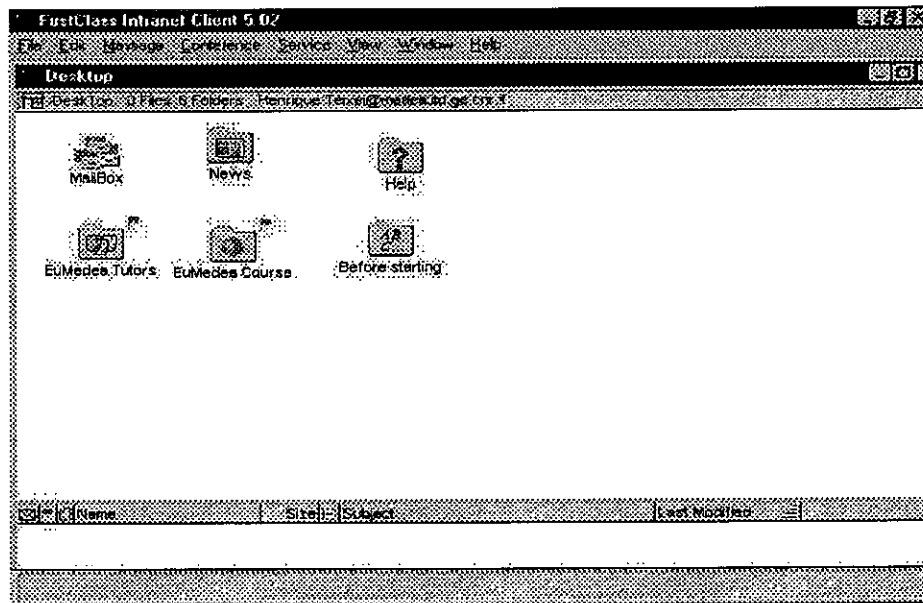 FirstClass Intranet Client 5.02
File Edit Message Conference Service View Window Help
Desktop
DeskTop 0 Files 6 Folders Henrique
MailBox News Help
EuMedea Tutors EuMedea Course Before starting
Name Size Subject Last Modified